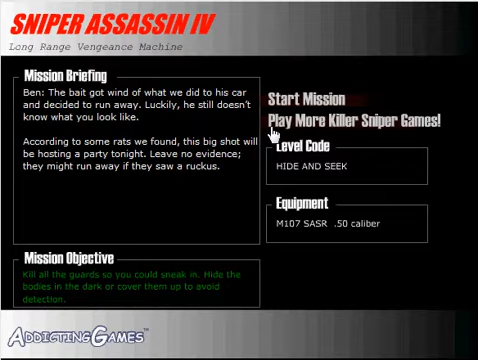 SNIPER ASSASSIN IV
Long Range Vengeance Machine
Mission Briefing
Ben: The bait got wind of what we did to his car
and decided to run away. Luckily, he still doesn't
know what you look like.
According to some rats we found, this big shot will
be hosting a party tonight. Leave no evidence;
they might run away if they saw a ruckus.
Mission Objective
Kill all the guards so you could sneak in. Hide the
bodies in the dark or cover them up to avoid
detection.
Start Mission
Play More Killer Sniper Games!
Level Code
HIDE AND SEEK
Equipment
M107 SASR .50 caliber
ADDICTINGGAMES™